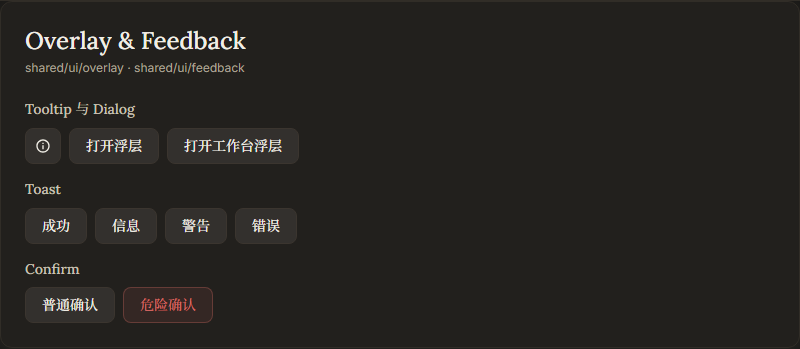 Overlay & Feedback
shared/ui/overlay · shared/ui/feedback
Tooltip 与 Dialog
打开浮层 打开工作台浮层
Toast
成功 信息 警告 错误
Confirm
普通确认 危险确认